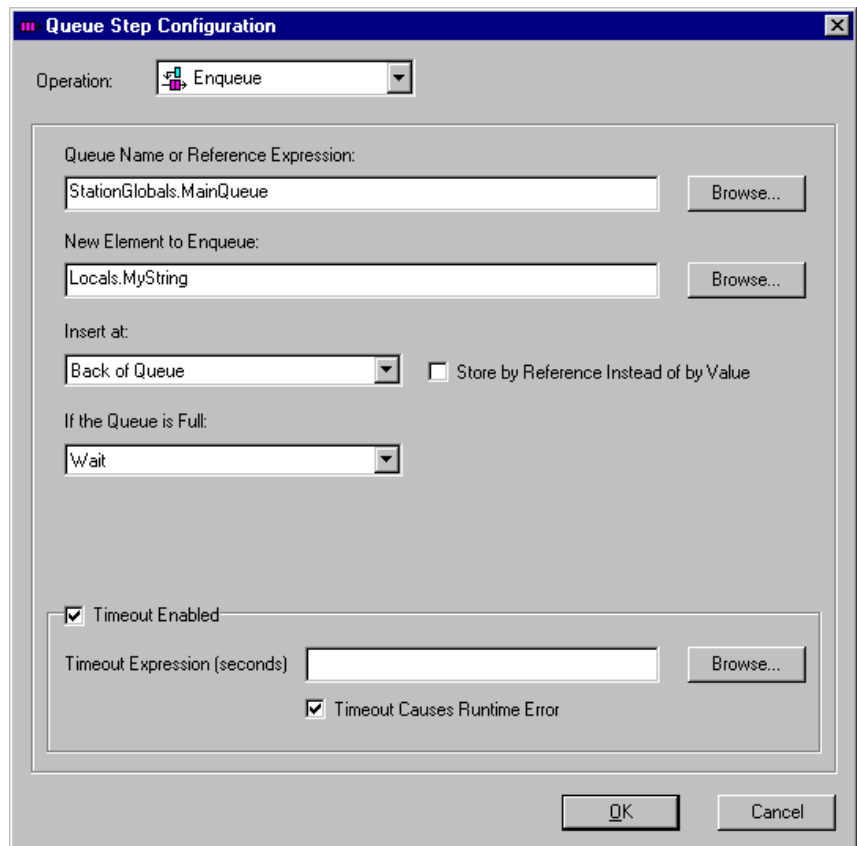 Queue Step Configuration
Operation: Enqueue
Queue Name or Reference Expression:
StationGlobals.MainQueue Browse...
New Element to Enqueue:
Locals.MyString Browse...
Insert at:
Back of Queue Store by Reference Instead of by Value
If the Queue is Full:
Wait
Timeout Enabled
Timeout Expression (seconds) Browse...
Timeout Causes Runtime Error
OK Cancel